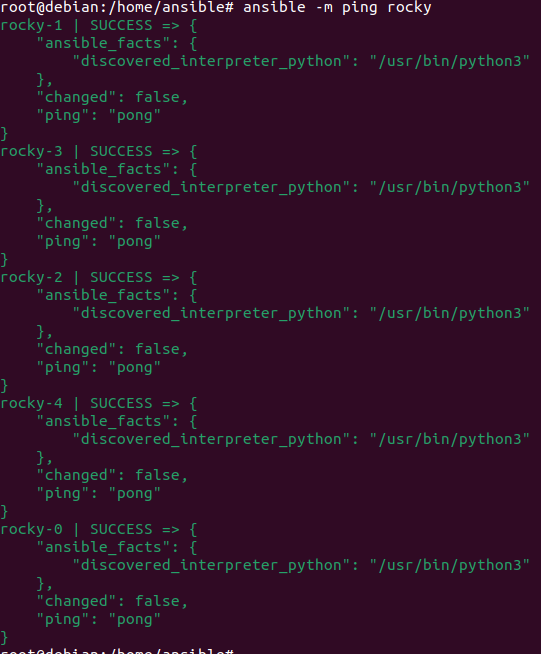 root@debian:/home/ansible# ansible -m ping rocky
rocky-1 | SUCCESS => {
    "ansible_facts": {
        "discovered_interpreter_python": "/usr/bin/python3"
    },
    "changed": false,
    "ping": "pong"
}
rocky-3 | SUCCESS => {
    "ansible_facts": {
        "discovered_interpreter_python": "/usr/bin/python3"
    },
    "changed": false,
    "ping": "pong"
}
rocky-2 | SUCCESS => {
    "ansible_facts": {
        "discovered_interpreter_python": "/usr/bin/python3"
    },
    "changed": false,
    "ping": "pong"
}
rocky-4 | SUCCESS => {
    "ansible_facts": {
        "discovered_interpreter_python": "/usr/bin/python3"
    },
    "changed": false,
    "ping": "pong"
}
rocky-0 | SUCCESS => {
    "ansible_facts": {
        "discovered_interpreter_python": "/usr/bin/python3"
    },
    "changed": false,
    "ping": "pong"
}
root@debian:/home/ansible#